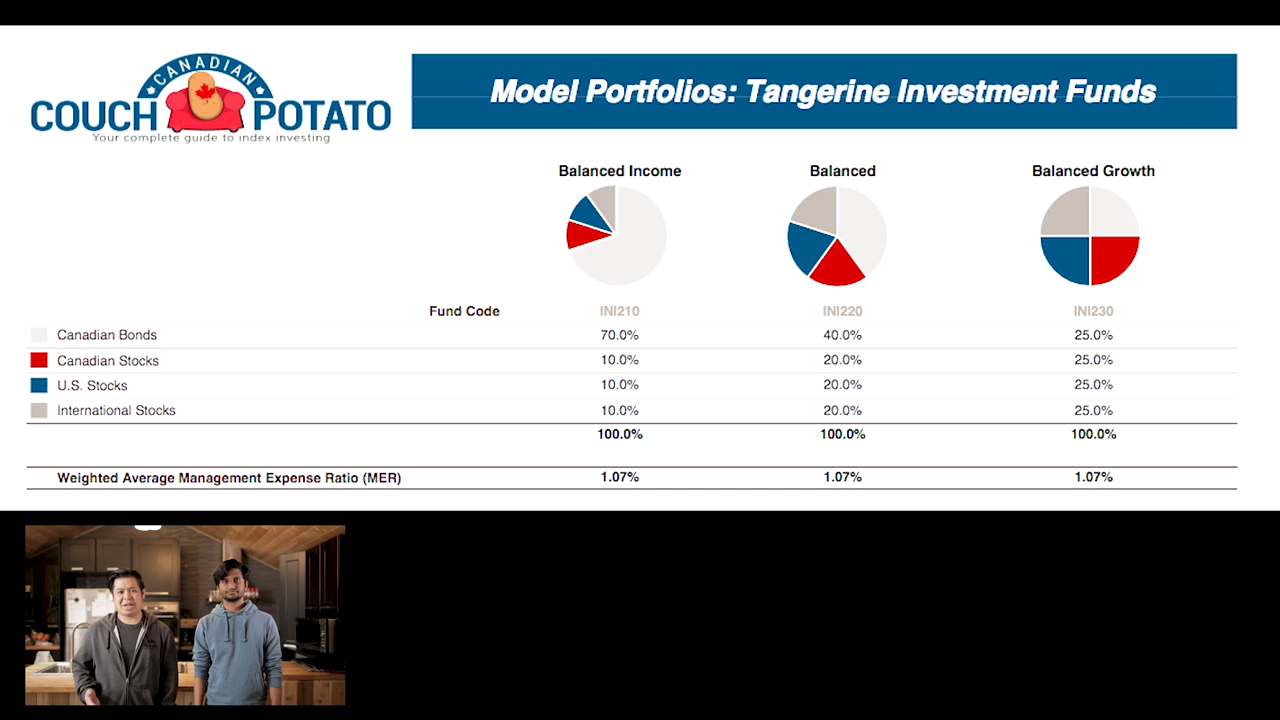 CANADIAN
COUCH POTATO
Your complete guide to index investing
Model Portfolios: Tangerine Investment Funds
Balanced Income Balanced Balanced Growth
Fund Code INI210 INI220 INI230
Canadian Bonds 70.0% 40.0% 25.0%
Canadian Stocks 10.0% 20.0% 25.0%
U.S. Stocks 10.0% 20.0% 25.0%
International Stocks 10.0% 20.0% 25.0%
100.0% 100.0% 100.0%
Weighted Average Management Expense Ratio (MER) 1.07% 1.07% 1.07%